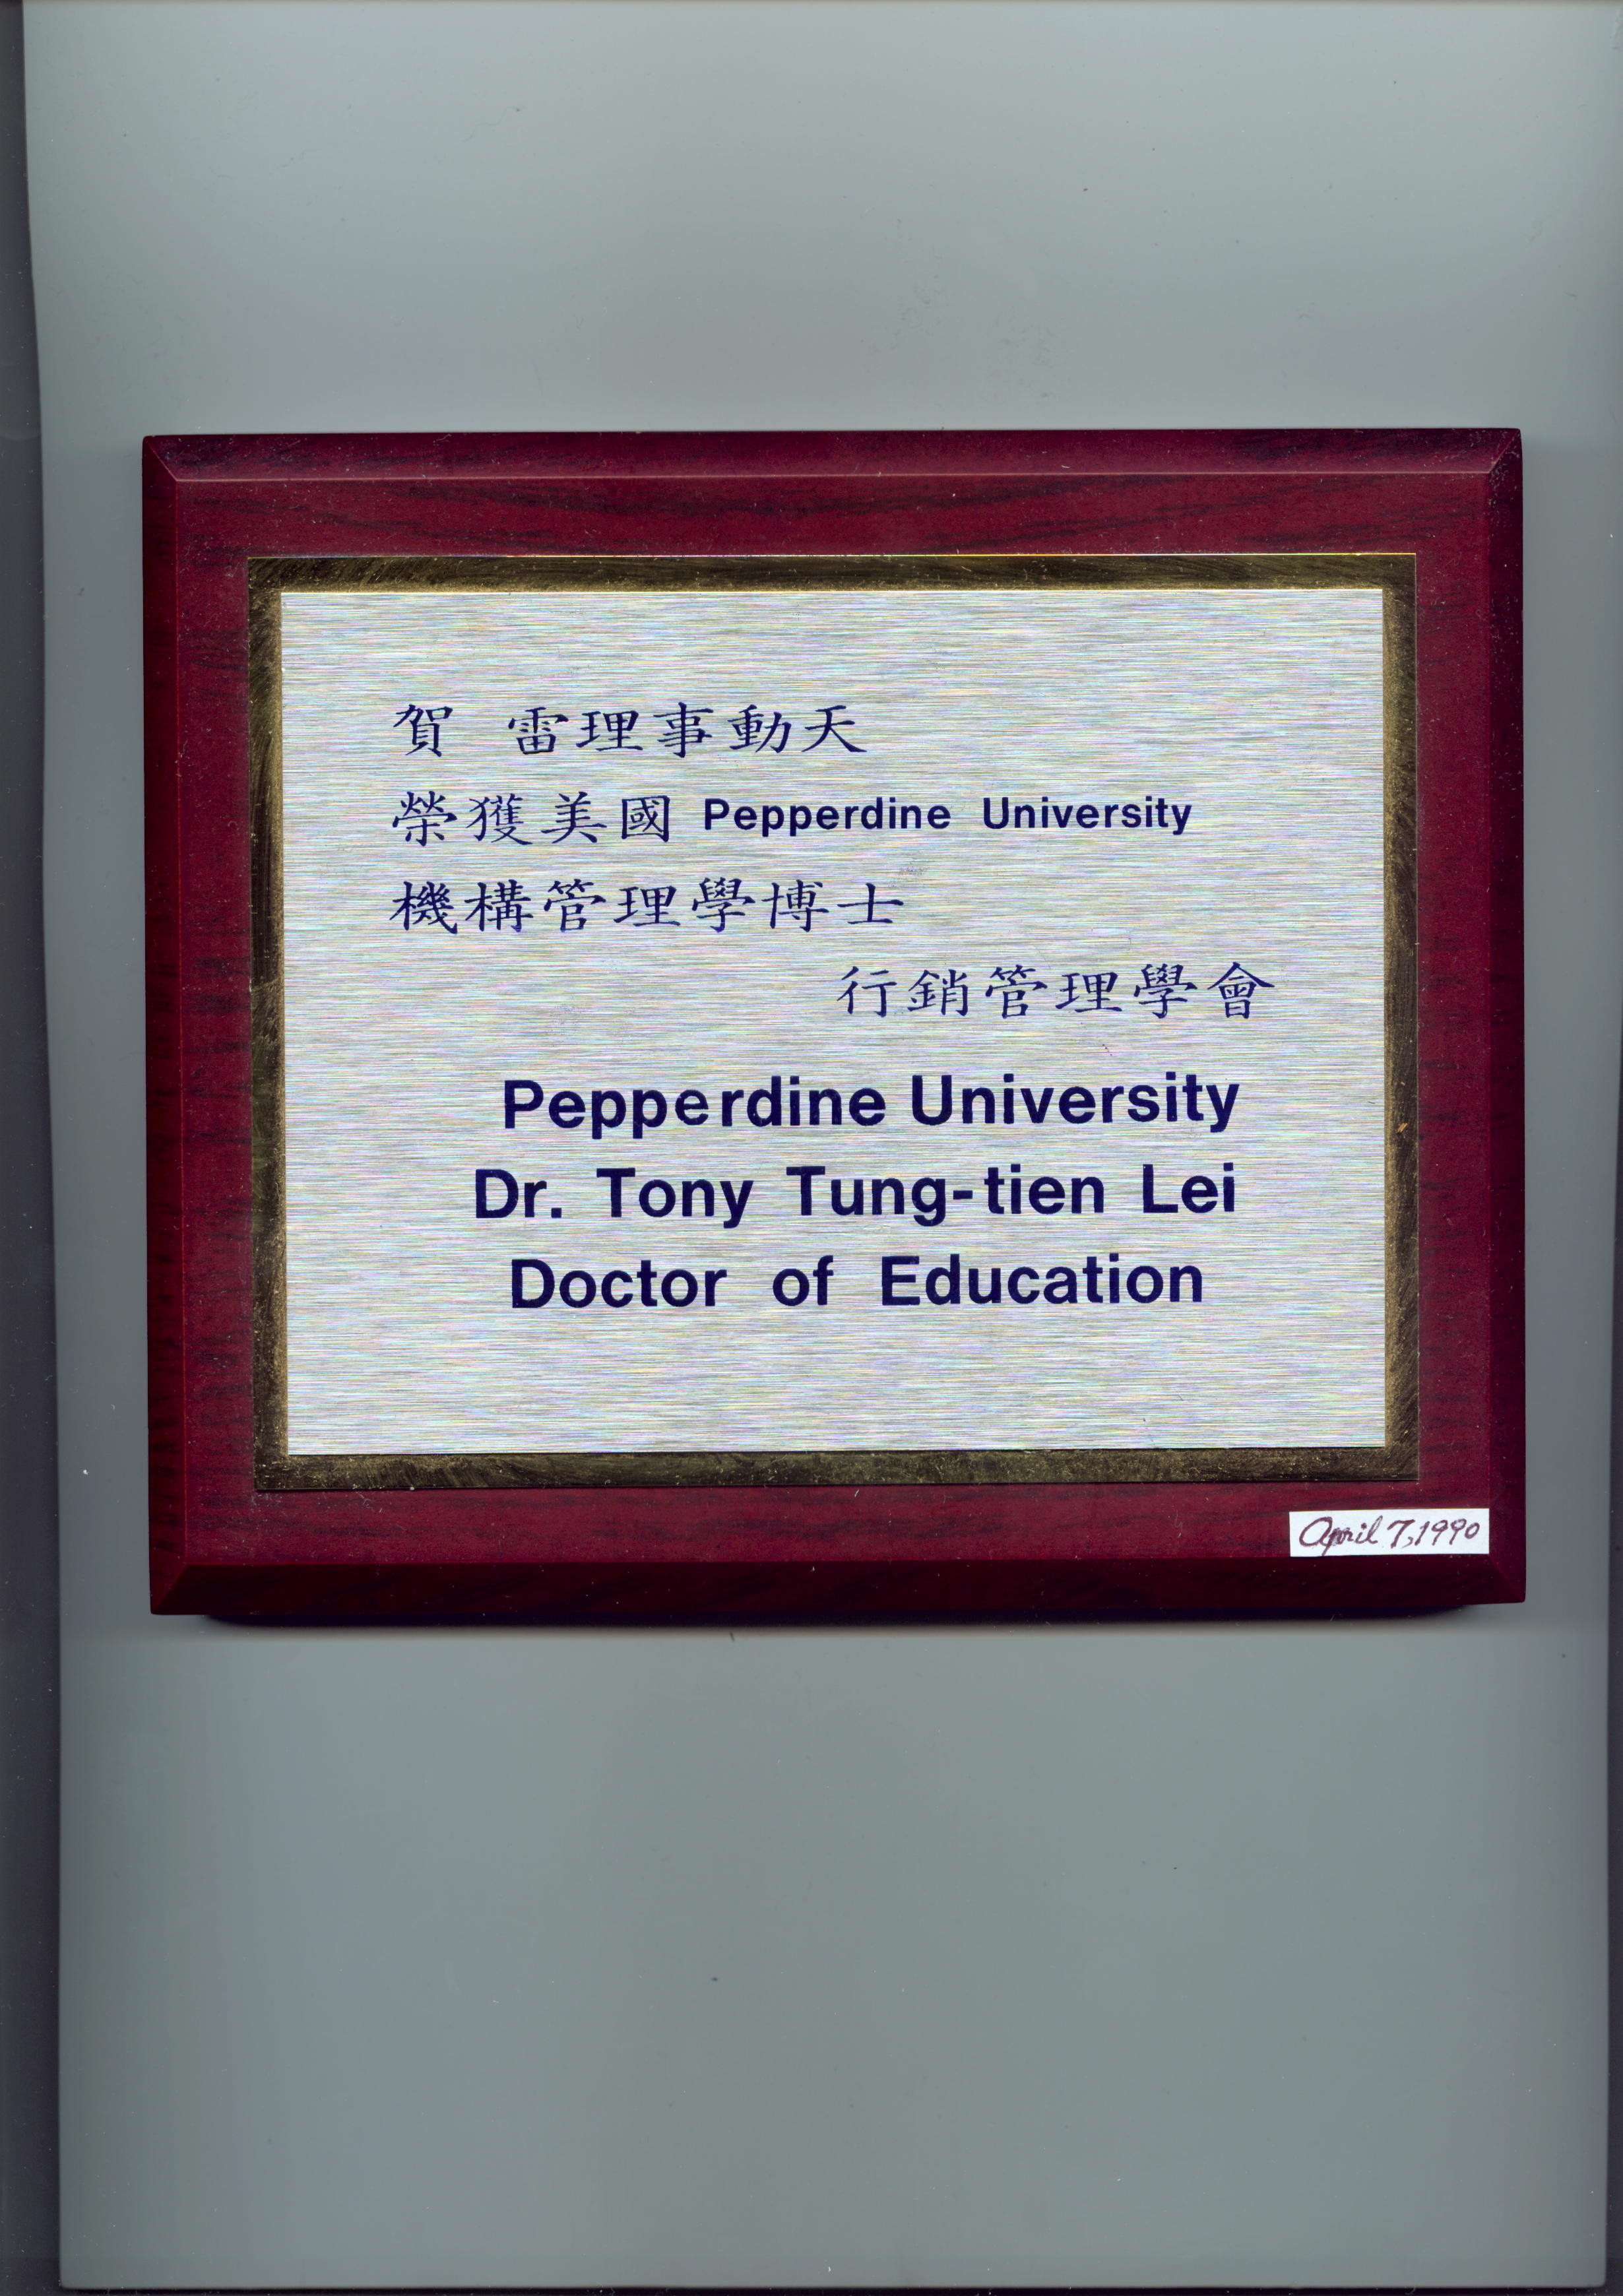 賀 雷理事動天
榮獲美國 Pepperdine University
機構管理學博士
行銷管理學會
Pepperdine University
Dr. Tony Tung-tien Lei
Doctor of Education
April 7, 1990